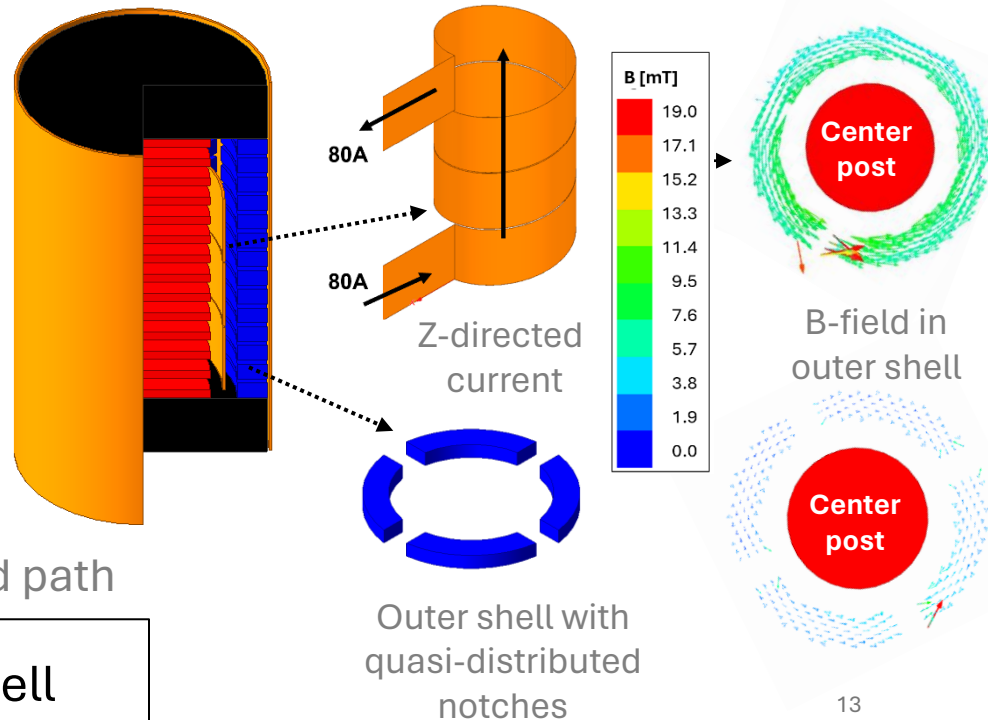 80A
80A
Z-directed
current
B [mT]
19.0
17.1
15.2
13.3
11.4
9.5
7.6
5.7
3.8
1.9
0.0
Center
post
B-field in
outer shell
Center
post
Outer shell with
quasi-distributed
notches
d path
ell
13